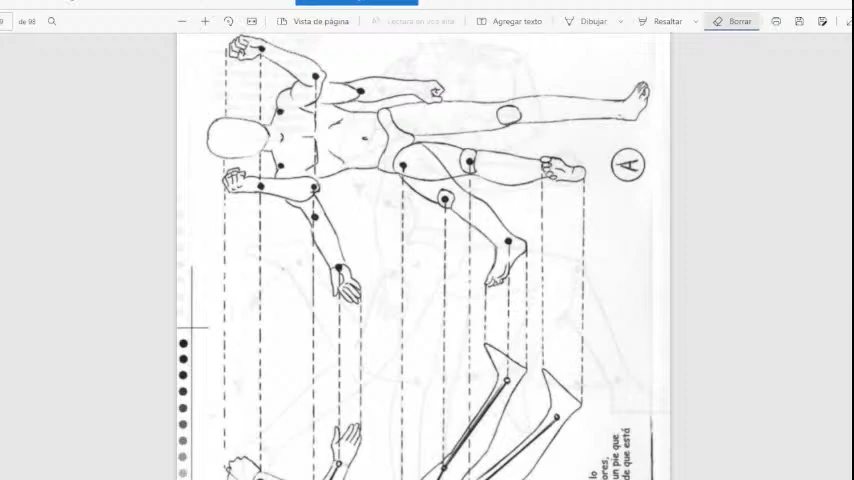 9 de 98
Vista de página
Lectura en voz alta
Agregar texto
Dibujar
Resaltar
Borrar
A
lo
ores,
un pie que
de que está